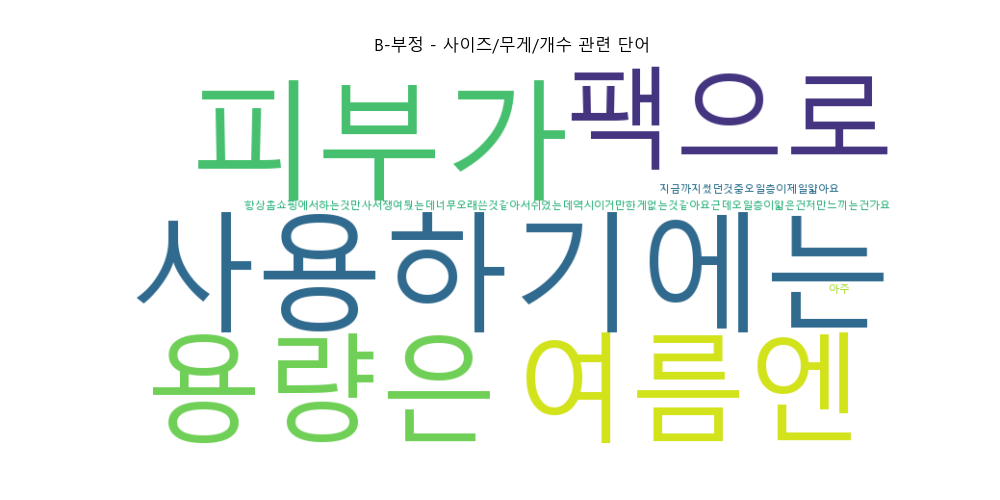 B-부정 - 사이즈/무게/개수 관련 단어
피부가 팩으로
지금까지썼던것중오일층이제일얇아요
항상홈쇼핑에서하는것만사서쟁여뒀는데너무오래쓴것같아서쉬었는데역시이거만한게없는것같아요근데오일층이얇은건저만느끼는건가요
사용하기에는
아주
용량은 여름엔